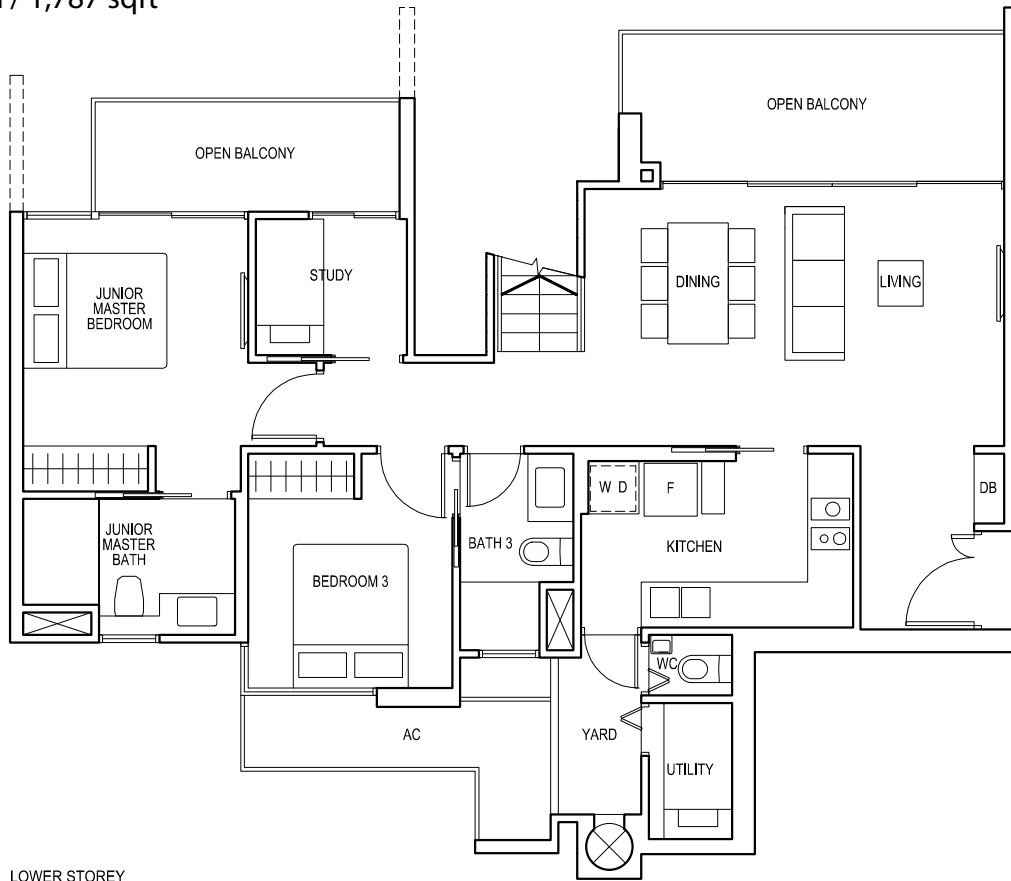 / 1,787 sqft
OPEN BALCONY
OPEN BALCONY
STUDY
JUNIOR
MASTER
BEDROOM
DINING
LIVING
W D
F
DB
JUNIOR
MASTER
BATH
BATH 3
KITCHEN
BEDROOM 3
WC
AC
YARD
UTILITY
LOWER STOREY